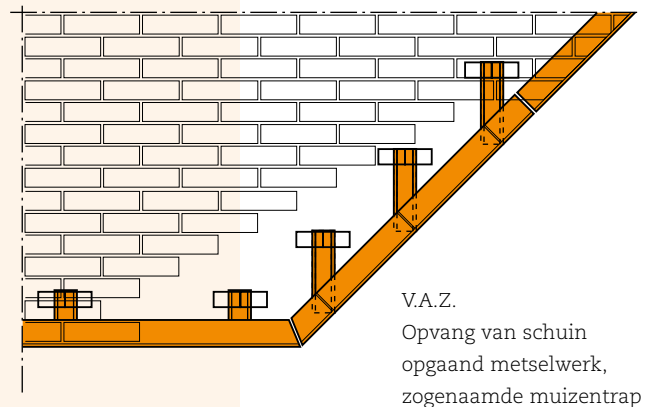 V.A.Z.
Opvang van schuin
opgaand metselwerk,
zogenaamde muizentrap